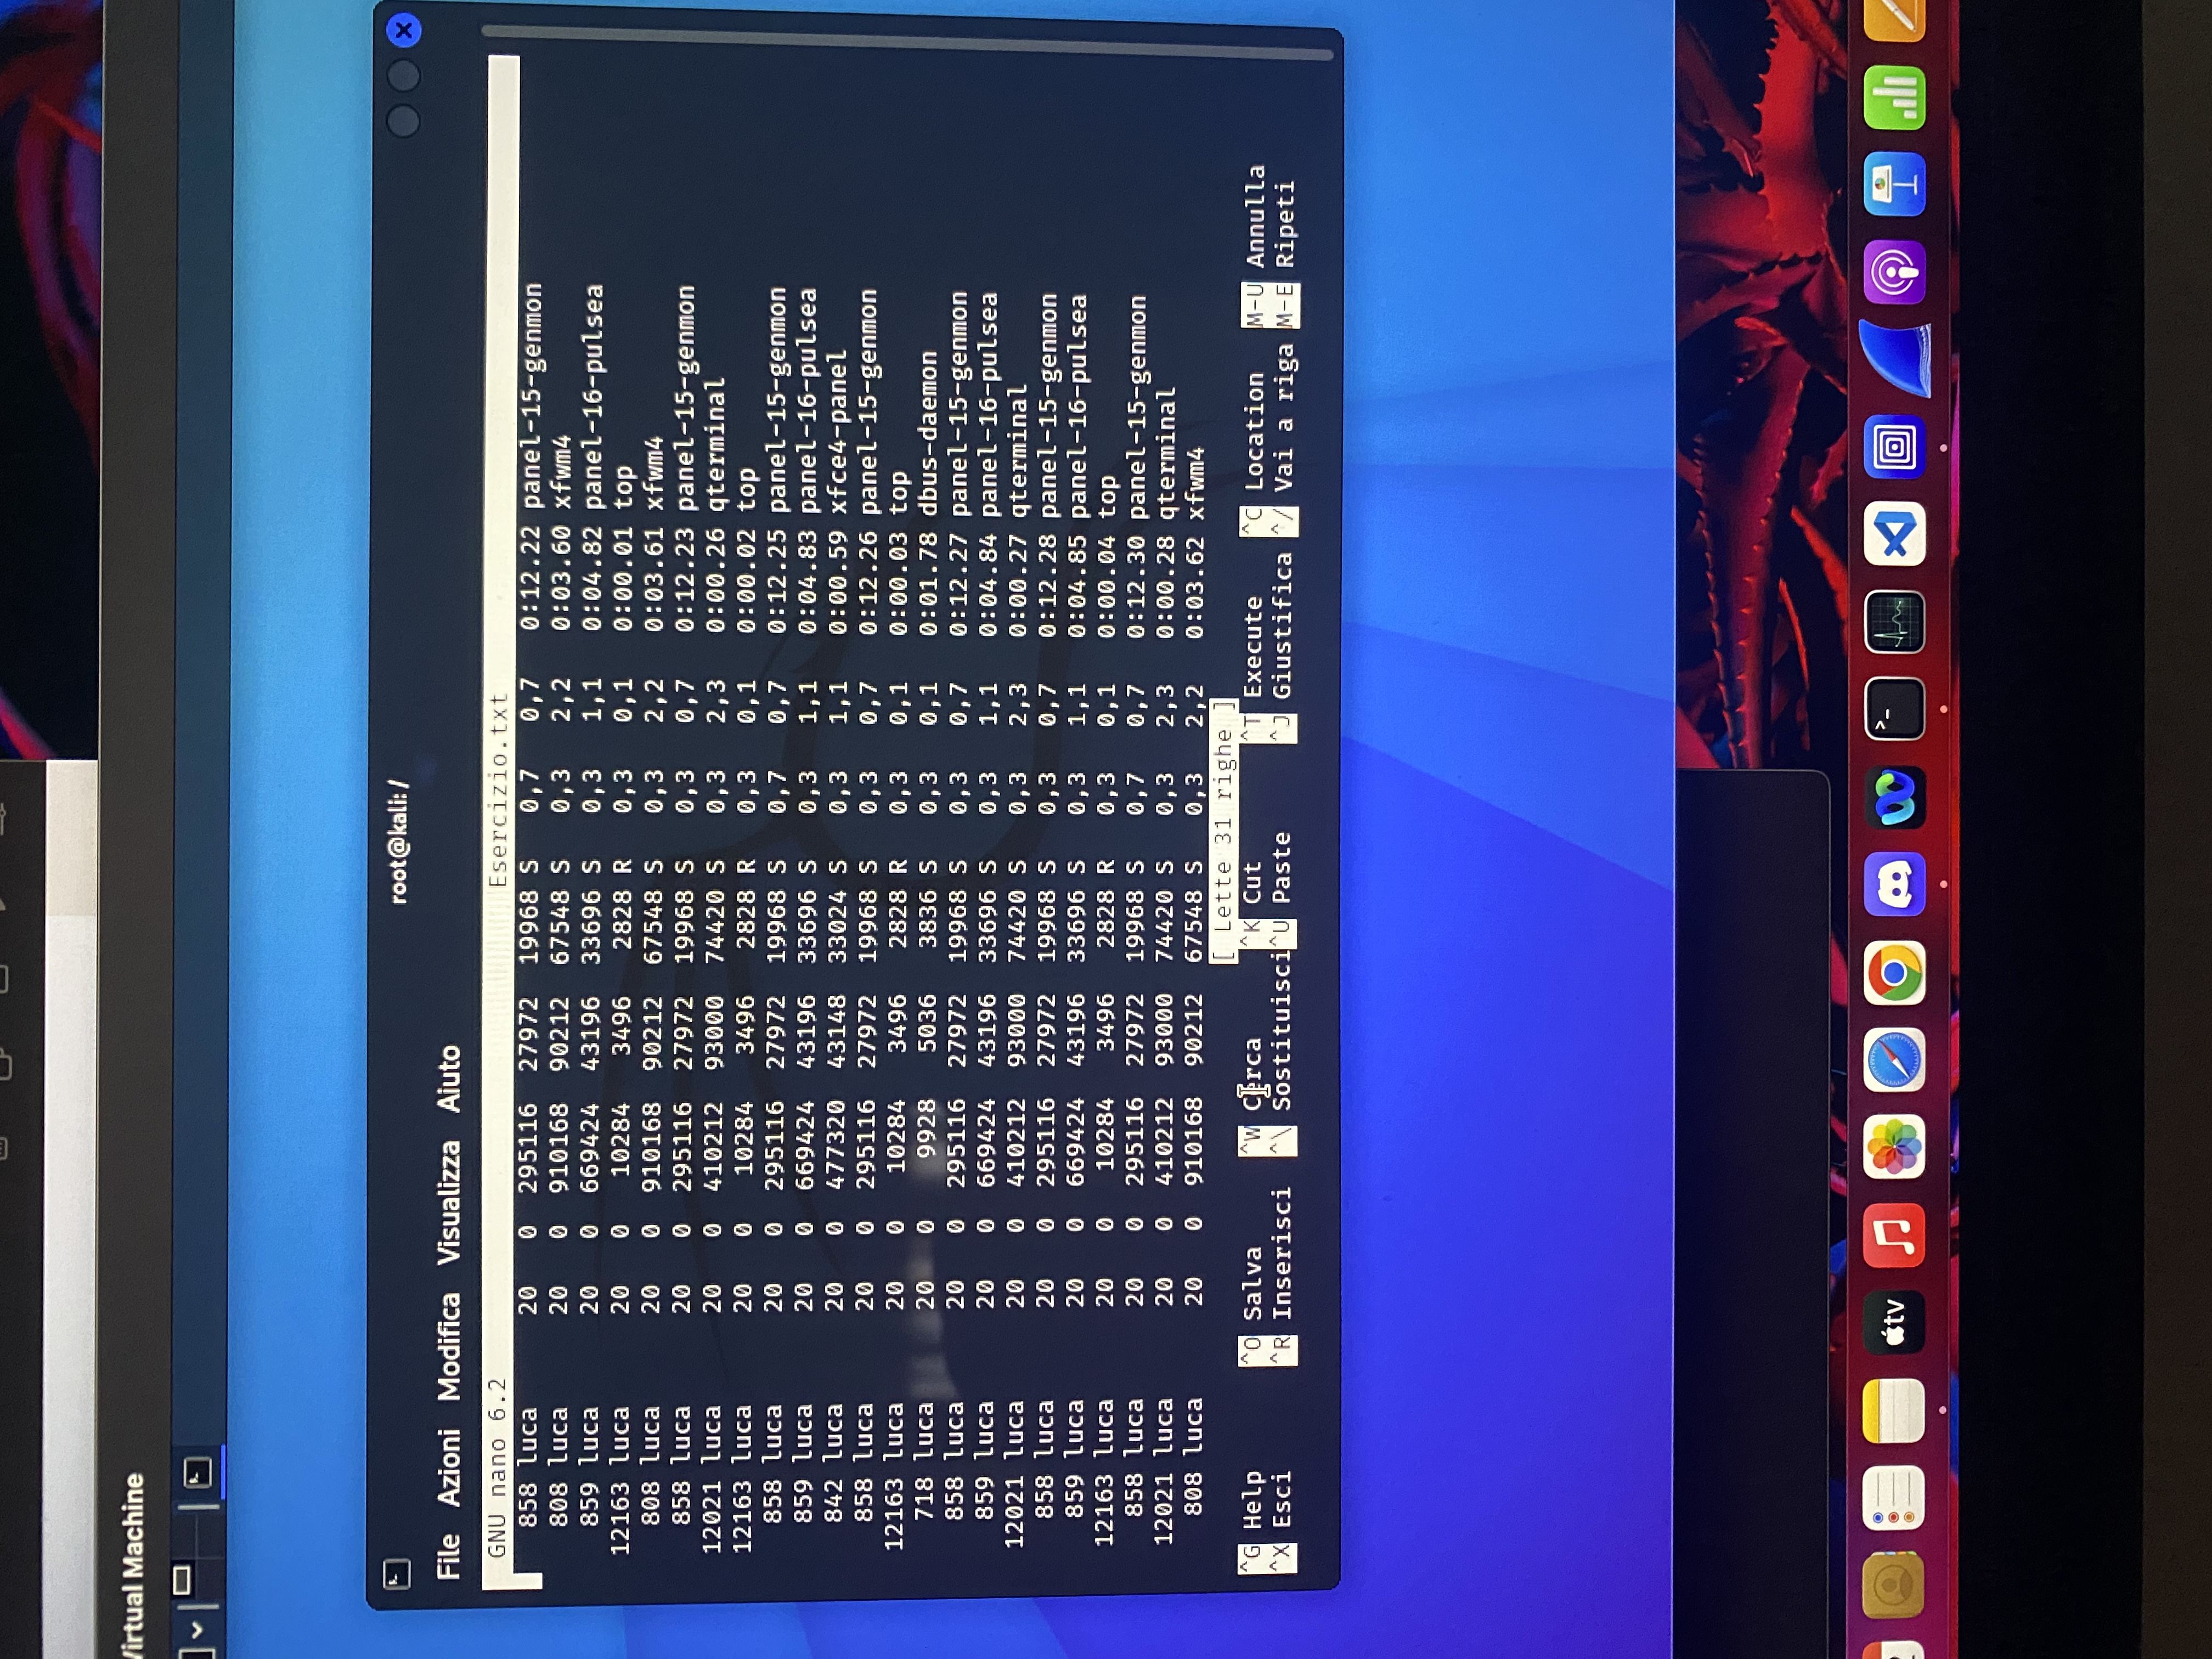 Virtual Machine
root@kali: /
File Azioni Modifica Visualizza Aiuto
GNU nano 6.2 Esercizio.txt
858 luca 20 0 295116 27972 19968 S 0,7 0,7 0:12.22 panel-15-genmon
808 luca 20 0 910168 90212 67548 S 0,3 2,2 0:03.60 xfwm4
859 luca 20 0 669424 43196 33696 S 0,3 1,1 0:04.82 panel-16-pulsea
12163 luca 20 0 10284 3496 2828 R 0,3 0,1 0:00.01 top
808 luca 20 0 910168 90212 67548 S 0,3 2,2 0:03.61 xfwm4
858 luca 20 0 295116 27972 19968 S 0,3 0,7 0:12.23 panel-15-genmon
12021 luca 20 0 410212 93000 74420 S 0,3 2,3 0:00.26 qterminal
12163 luca 20 0 10284 3496 2828 R 0,3 0,1 0:00.02 top
858 luca 20 0 295116 27972 19968 S 0,7 0,7 0:12.25 panel-15-genmon
859 luca 20 0 669424 43196 33696 S 0,3 1,1 0:04.83 panel-16-pulsea
842 luca 20 0 477320 43148 33024 S 0,3 1,1 0:00.59 xfce4-panel
858 luca 20 0 295116 27972 19968 S 0,3 0,7 0:12.26 panel-15-genmon
12163 luca 20 0 10284 3496 2828 R 0,3 0,1 0:00.03 top
718 luca 20 0 9928 5036 3836 S 0,3 0,1 0:01.78 dbus-daemon
858 luca 20 0 295116 27972 19968 S 0,3 0,7 0:12.27 panel-15-genmon
859 luca 20 0 669424 43196 33696 S 0,3 1,1 0:04.84 panel-16-pulsea
12021 luca 20 0 410212 93000 74420 S 0,3 2,3 0:00.27 qterminal
858 luca 20 0 295116 27972 19968 S 0,3 0,7 0:12.28 panel-15-genmon
859 luca 20 0 669424 43196 33696 S 0,3 1,1 0:04.85 panel-16-pulsea
12163 luca 20 0 10284 3496 2828 R 0,3 0,1 0:00.04 top
858 luca 20 0 295116 27972 19968 S 0,7 0,7 0:12.30 panel-15-genmon
12021 luca 20 0 410212 93000 74420 S 0,3 2,3 0:00.28 qterminal
808 luca 20 0 910168 90212 67548 S 0,3 2,2 0:03.62 xfwm4
[ Lette 31 righe ]
^G Help ^O Salva ^W Cerca ^K Cut ^T Execute ^C Location M-U Annulla
^X Esci ^R Inserisci ^\ Sostituisci ^U Paste ^J Giustifica ^/ Vai a riga M-E Ripeti
tv